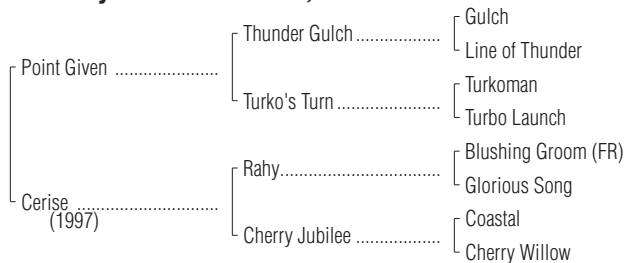 Gulch
Thunder Gulch ....................
Line of Thunder
Point Given ......................
Turkoman
Turko's Turn .....................
Turbo Launch
Blushing Groom (FR)
Rahy.................................
Glorious Song
Cerise ..............................
(1997)
Coastal
Cherry Jubilee ...................
Cherry Willow